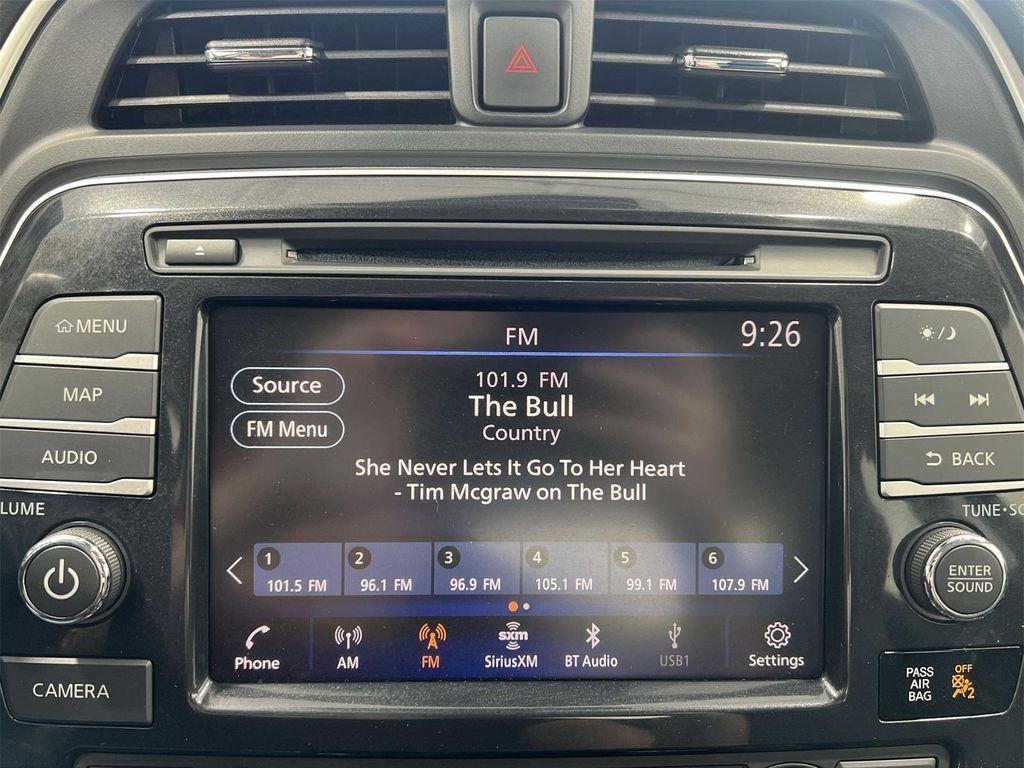 FM
9:26
MENU
MAP
AUDIO
LUME
Source
FM Menu
101.9 FM
The Bull
Country
She Never Lets It Go To Her Heart
- Tim Mcgraw on The Bull
1
101.5 FM
2
96.1 FM
3
96.9 FM
4
105.1 FM
5
99.1 FM
6
107.9 FM
Phone
AM
FM
sxm
SiriusXM
BT Audio
USB1
Settings
CAMERA
BACK
TUNE·SC
ENTER
SOUND
PASS
AIR
BAG
OFF
2